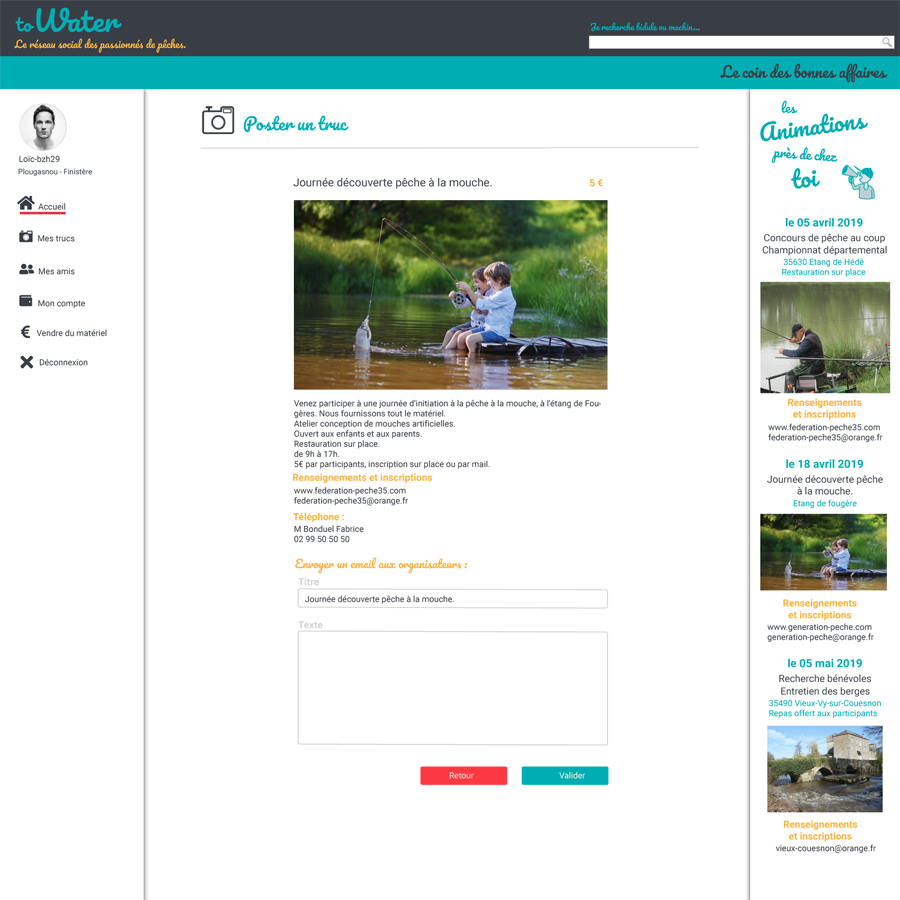 to Water
Le réseau social des passionnés de pêches.
Je recherche bidule ou machin...
Le coin des bonnes affaires
Loïc-bzh29
Plougasnou - Finistère
Accueil
Mes trucs
Mes amis
Mon compte
€ Vendre du matériel
Déconnexion
Poster un truc
Journée découverte pêche à la mouche.
5 €
Venez participer à une journée d'initiation à la pêche à la mouche, à l'étang de Fou-
gères. Nous fournissons tout le matériel.
Atelier conception de mouches artificielles.
Ouvert aux enfants et aux parents.
Restauration sur place.
de 9h à 17h.
5€ par participants, inscription sur place ou par mail.
Renseignements et inscriptions
www.federation-peche35.com
federation-peche35@orange.fr
Téléphone :
M Bonduel Fabrice
02 99 50 50 50
Envoyer un email aux organisateurs :
Titre
Journée découverte pêche à la mouche.
Texte
Retour
Valider
les
Animations
près de chez
toi
le 05 avril 2019
Concours de pêche au coup
Championnat départemental
35630 Etang de Hédé
Restauration sur place
Renseignements
et inscriptions
www.federation-peche35.com
federation-peche35@orange.fr
le 18 avril 2019
Journée découverte pêche
à la mouche.
Etang de fougère
Renseignements
et inscriptions
www.generation-peche.com
generation-peche@orange.fr
le 05 mai 2019
Recherche bénévoles
Entretien des berges
35490 Vieux-Vy-sur-Couesnon
Repas offert aux participants
Renseignements
et inscriptions
vieux-couesnon@orange.fr